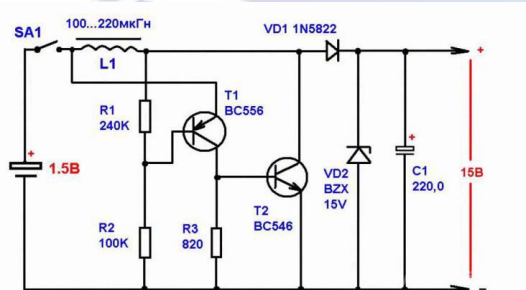 SA1
100...220мкГн
L1
VD1 1N5822
+
R1
240K
T1
BC556
+
1.5В
T2
BC546
R2
100K
R3
820
VD2
BZX
15V
+
C1
220,0
15В
-